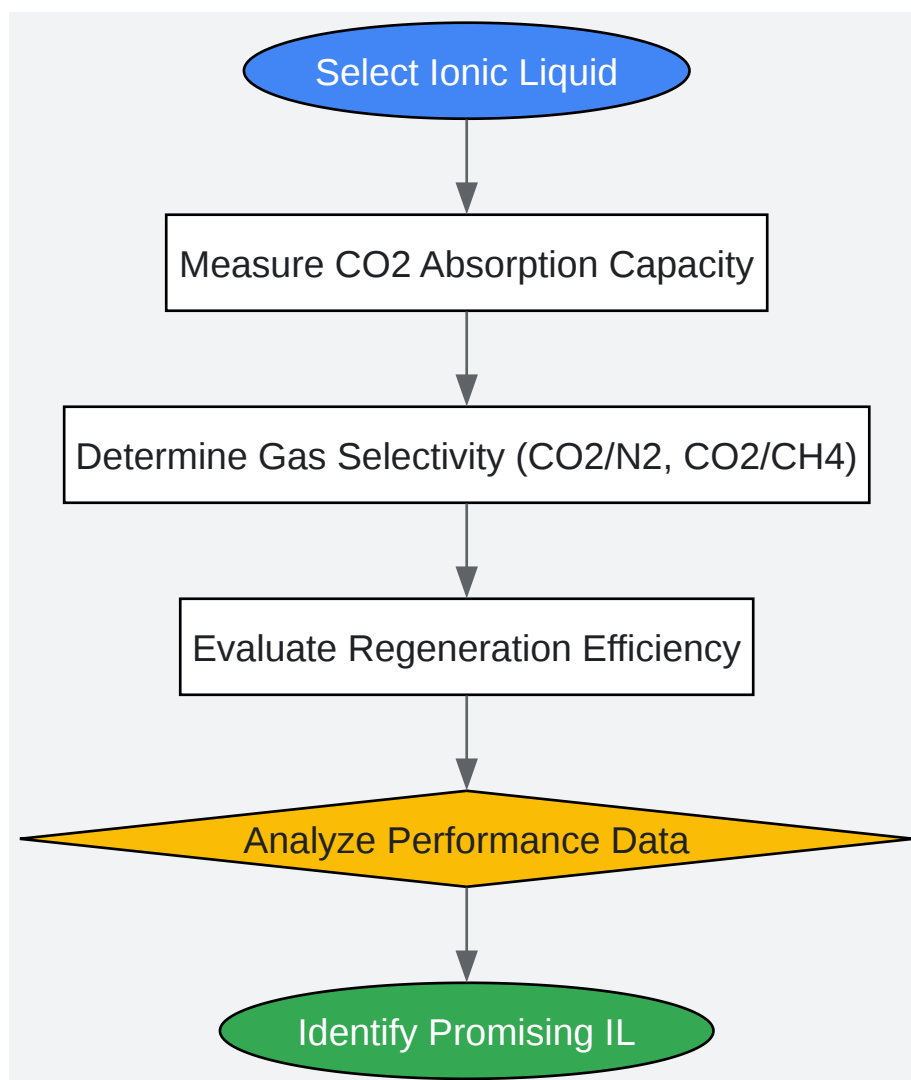 Select Ionic Liquid
Measure CO2 Absorption Capacity
Determine Gas Selectivity (CO2/N2, CO2/CH4)
Evaluate Regeneration Efficiency
Analyze Performance Data
Identify Promising IL